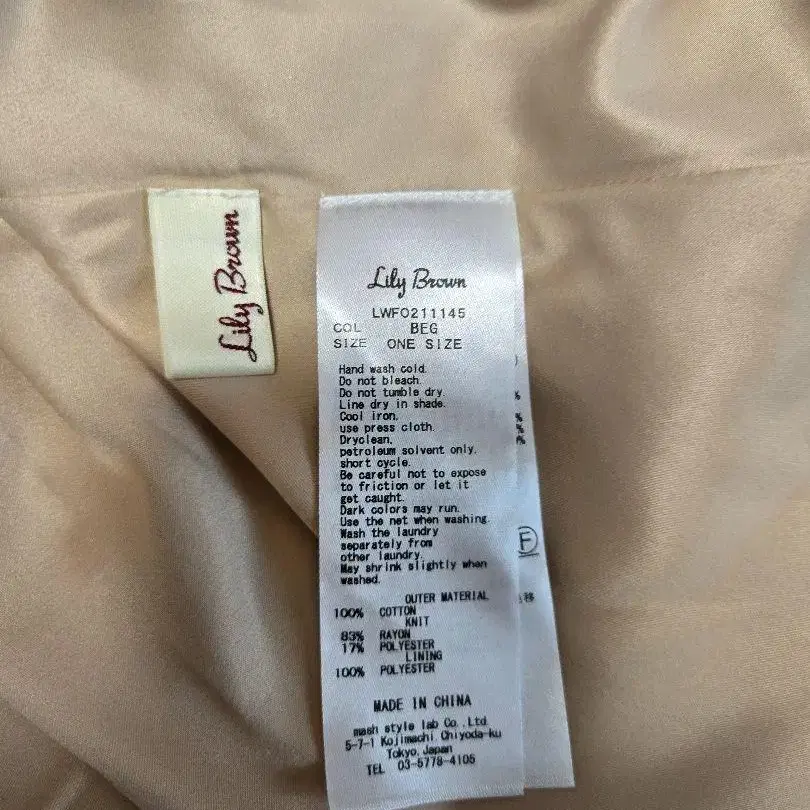 Lily Brown
Lily Brown
LWFO211145
COL BEG
SIZE ONE SIZE
Hand wash cold.
Do not bleach.
Do not tumble dry.
Line dry in shade.
Cool iron.
use press cloth.
Dryclean,
petroleum solvent only.
short cycle.
Be careful not to expose
to friction or let it
get caught.
Dark colors may run.
Use the net when washing.
Wash the laundry
separately from
other laundry.
May shrink slightly when
washed.
OUTER MATERIAL
100% COTTON
KNIT
83% RAYON
17% POLYESTER
LINING
100% POLYESTER
MADE IN CHINA
mash style lab Co.,Ltd.
5-7-1 Kojimachi Chiyoda-ku
Tokyo,Japan
TEL 03-5778-4105
%
%
%
%
F
移